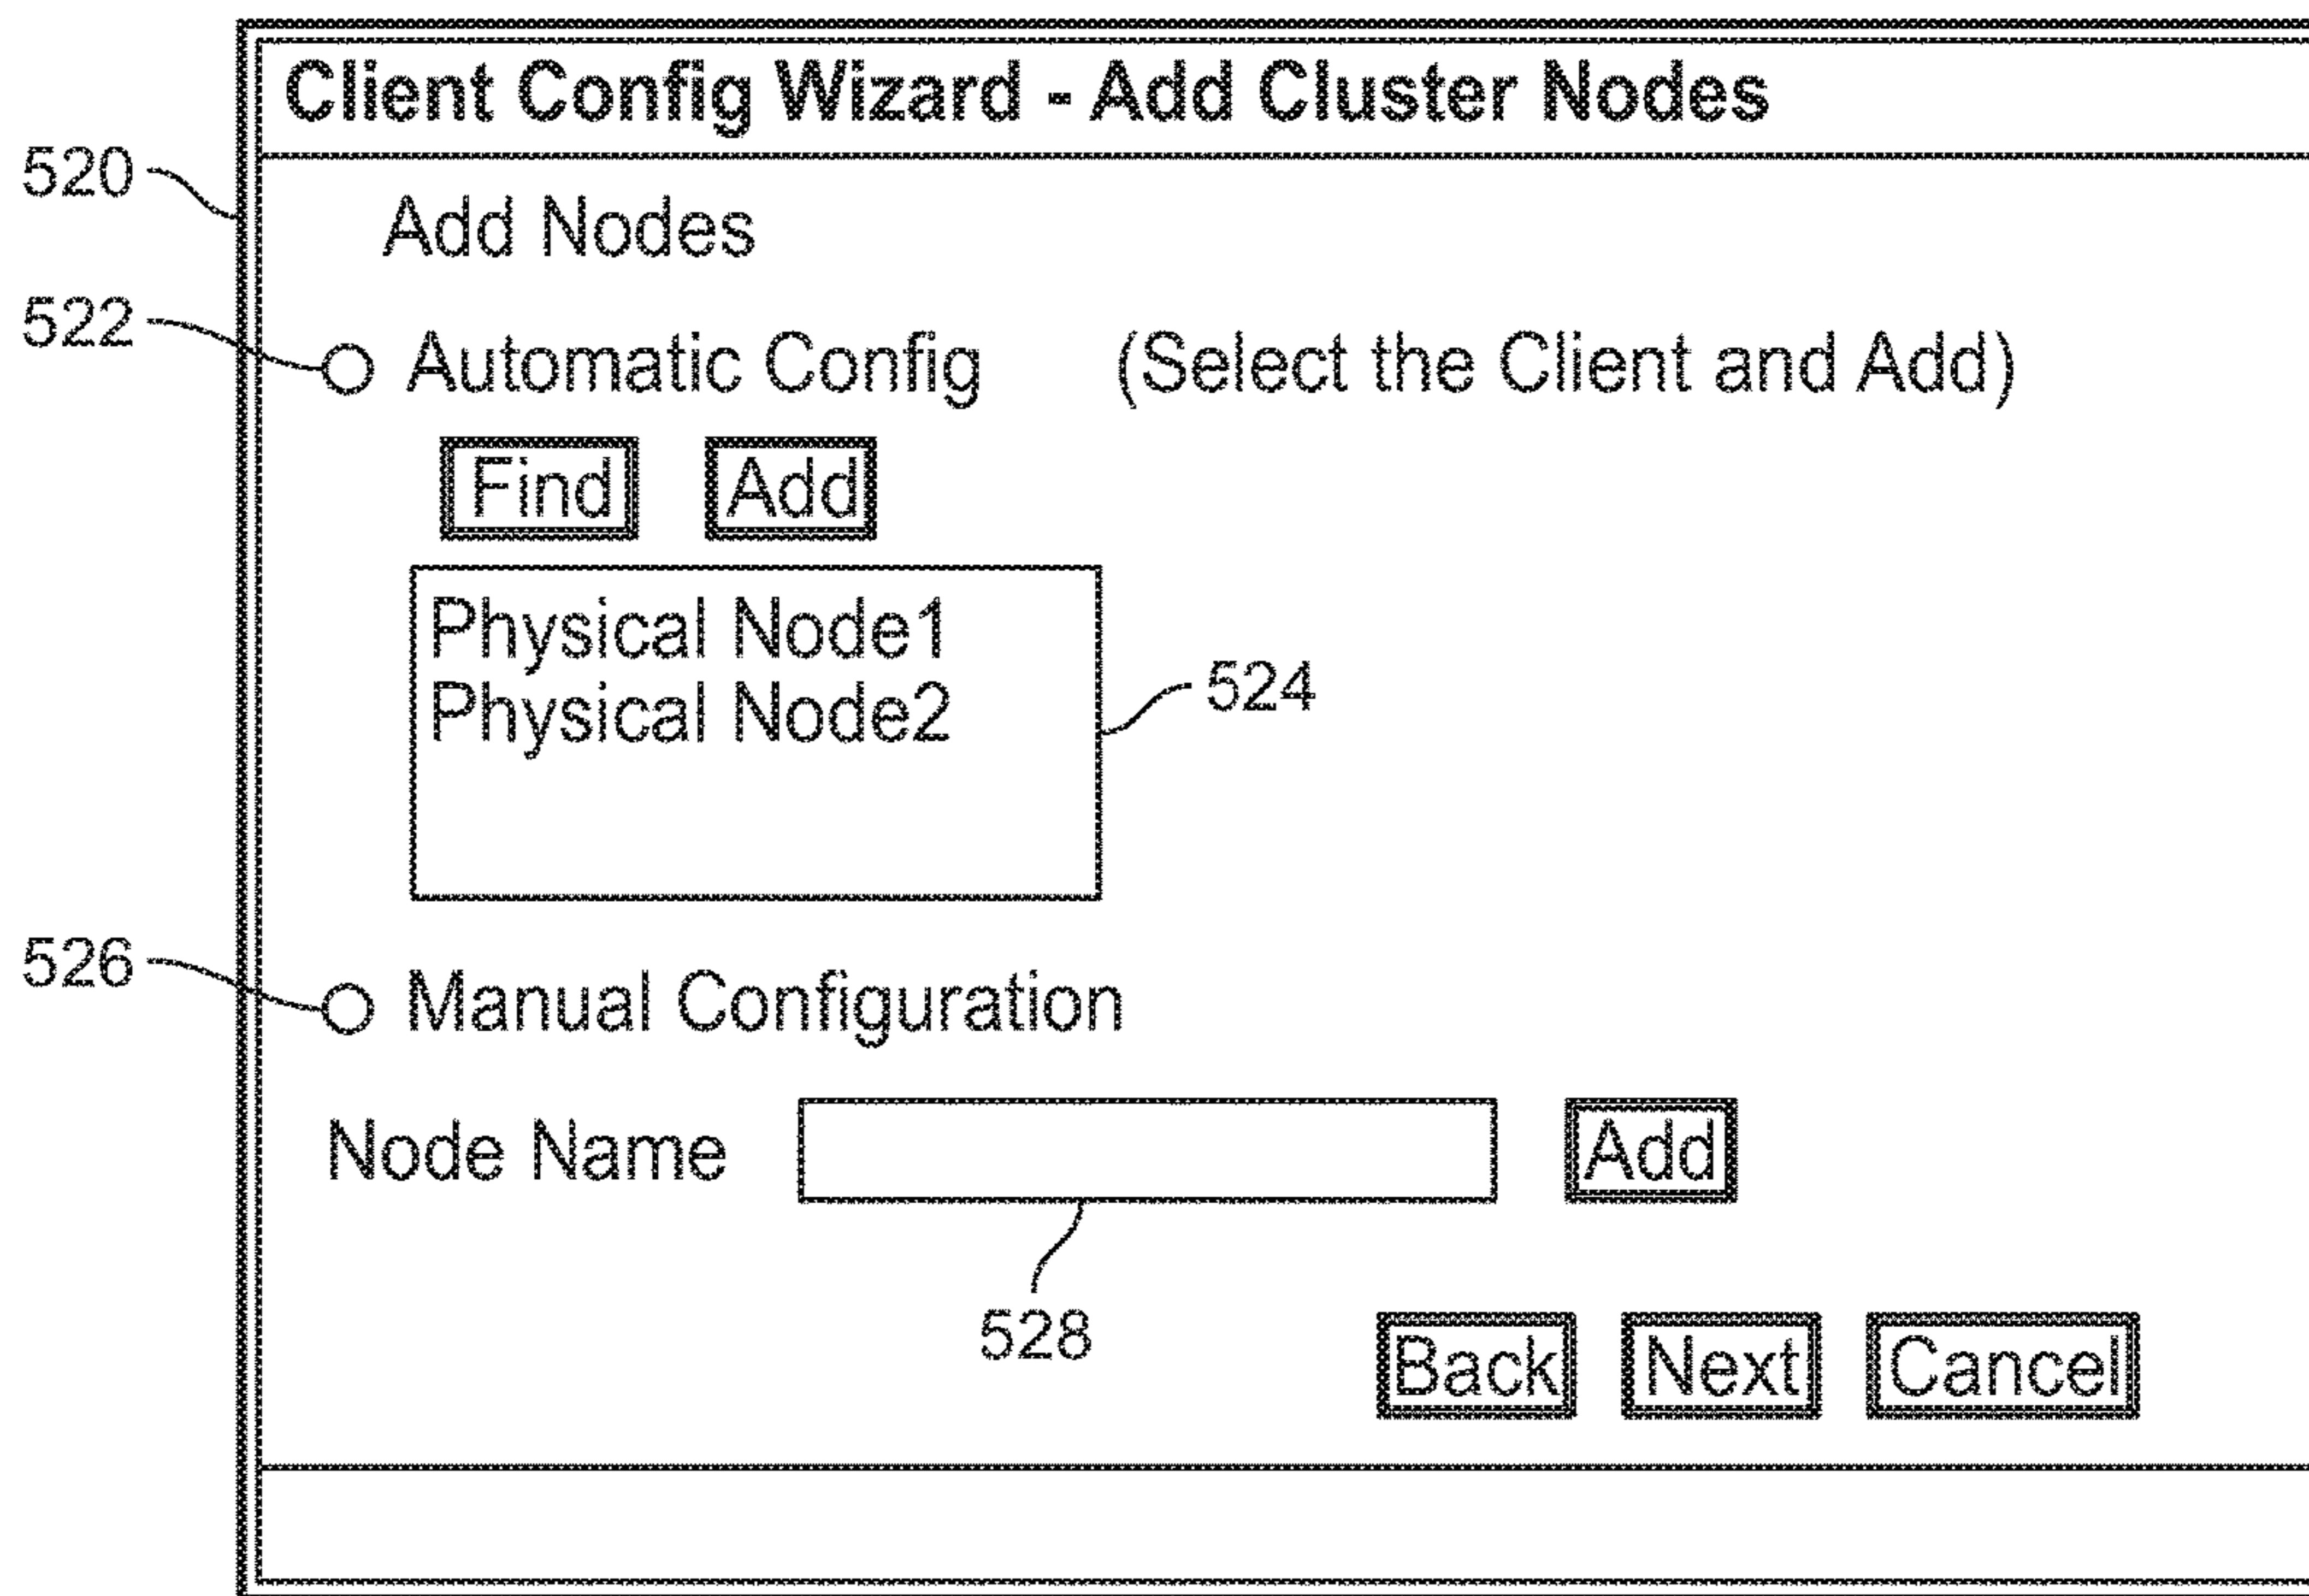 Client Config Wizard - Add Cluster Nodes
520
Add Nodes
522
Automatic Config (Select the Client and Add)
Find Add
Physical Node1
Physical Node2
524
526
Manual Configuration
Node Name Add
528
Back Next Cancel